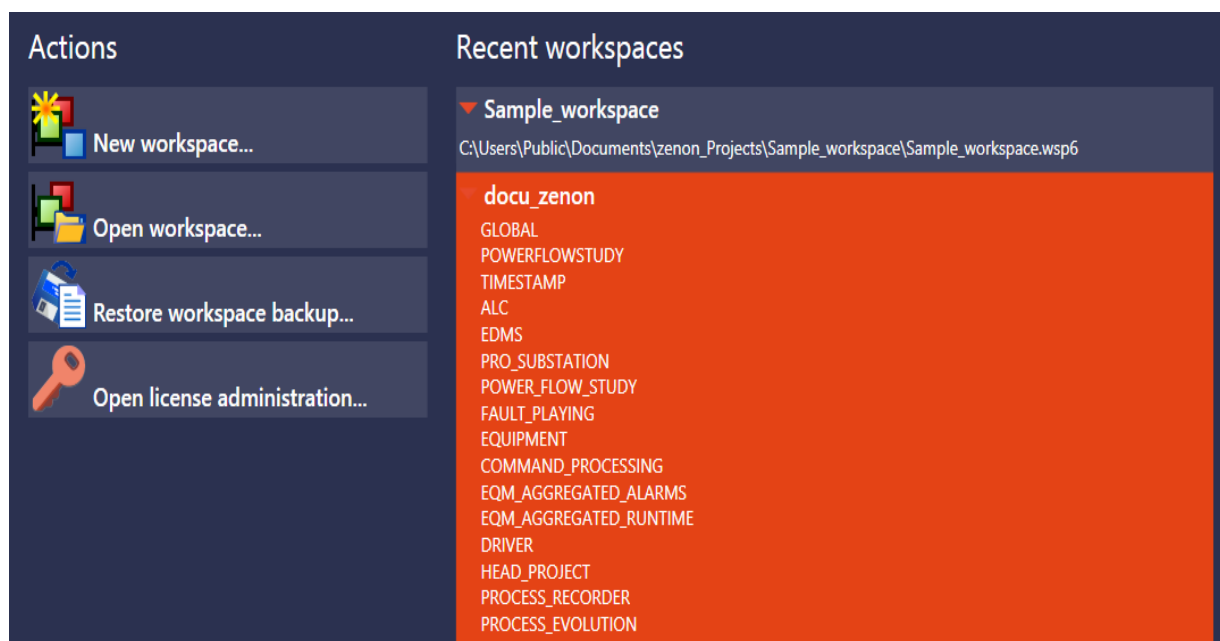 Actions
New workspace...
Open workspace...
Restore workspace backup...
Open license administration...
Recent workspaces
Sample_workspace
C:\Users\Public\Documents\zenon_Projects\Sample_workspace\Sample_workspace.wsp6
docu_zenon
GLOBAL
POWERFLOWSTUDY
TIMESTAMP
ALC
EDMS
PRO_SUBSTATION
POWER_FLOW_STUDY
FAULT_PLAYING
EQUIPMENT
COMMAND_PROCESSING
EQM_AGGREGATED_ALARMS
EQM_AGGREGATED_RUNTIME
DRIVER
HEAD_PROJECT
PROCESS_RECORDER
PROCESS_EVOLUTION